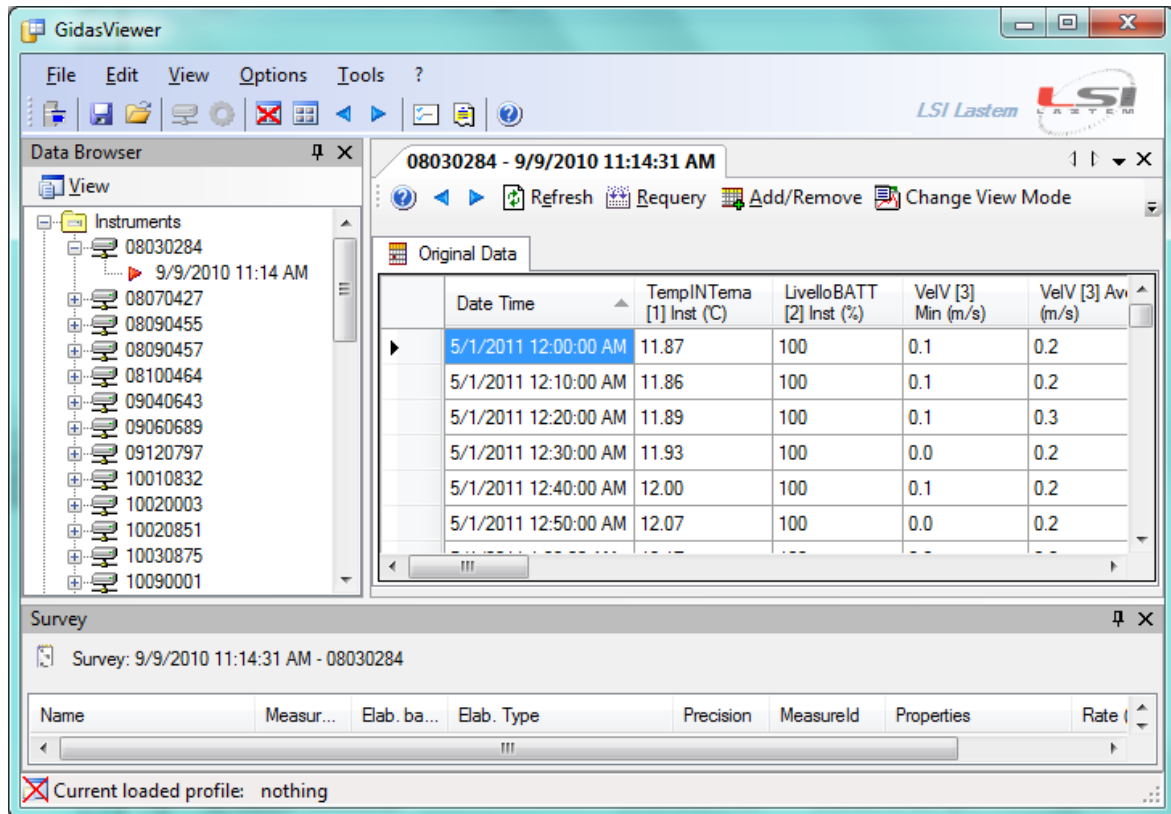 GidasViewer
File Edit View Options Tools ?
LSI Lastem
LSI
LASTEM
Data Browser
View
Instruments
08030284
9/9/2010 11:14 AM
08070427
08090455
08090457
08100464
09040643
09060689
09120797
10010832
10020003
10020851
10030875
10090001
08030284 - 9/9/2010 11:14:31 AM
Refresh Requery Add/Remove Change View Mode
Original Data
Date Time TempINTerna [1] Inst (°C) LivelloBATT [2] Inst (%) VelV [3] Min (m/s) VelV [3] Av (m/s)
5/1/2011 12:00:00 AM 11.87 100 0.1 0.2
5/1/2011 12:10:00 AM 11.86 100 0.1 0.2
5/1/2011 12:20:00 AM 11.89 100 0.1 0.3
5/1/2011 12:30:00 AM 11.93 100 0.0 0.2
5/1/2011 12:40:00 AM 12.00 100 0.1 0.2
5/1/2011 12:50:00 AM 12.07 100 0.0 0.2
Survey
Survey: 9/9/2010 11:14:31 AM - 08030284
Name Measur... Elab. ba... Elab. Type Precision MeasureId Properties Rate (
Current loaded profile: nothing